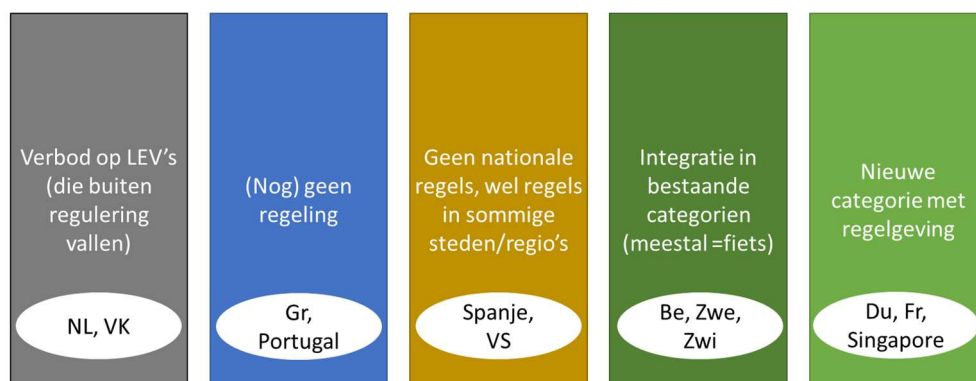 Verbod op LEV's
(die buiten
regulering
vallen)
NL, VK
(Nog) geen
regeling
Gr,
Portugal
Geen nationale
regels, wel regels
in sommige
steden/regio's
Spanje,
VS
Integratie in
bestaande
categorien
(meestal =fiets)
Be, Zwe,
Zwi
Nieuwe
categorie met
regelgeving
Du, Fr,
Singapore